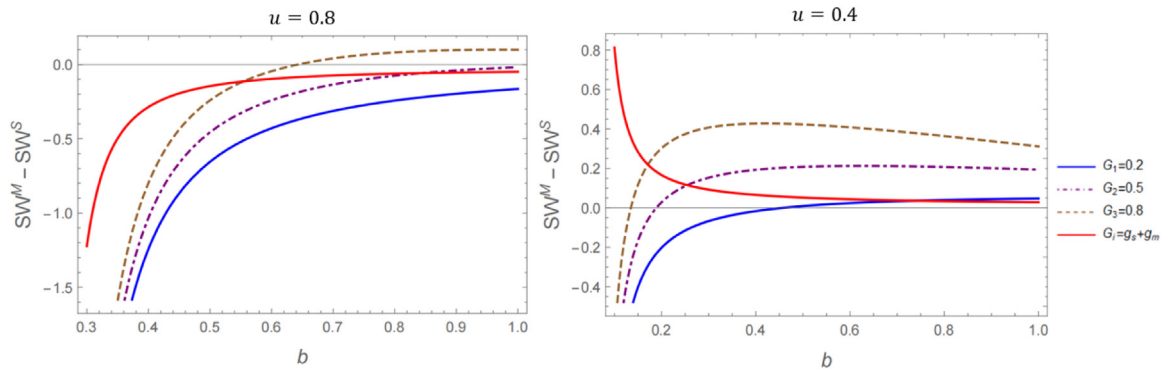 u = 0.8
SW^M − SW^S
0.0
−0.5
−1.0
−1.5
0.3 0.4 0.5 0.6 0.7 0.8 0.9 1.0
b
u = 0.4
SW^M − SW^S
0.8
0.6
0.4
0.2
0.0
−0.2
−0.4
0.2 0.4 0.6 0.8 1.0
b
G₁=0.2
G₂=0.5
G₃=0.8
Gᵢ=gₛ+gₘ